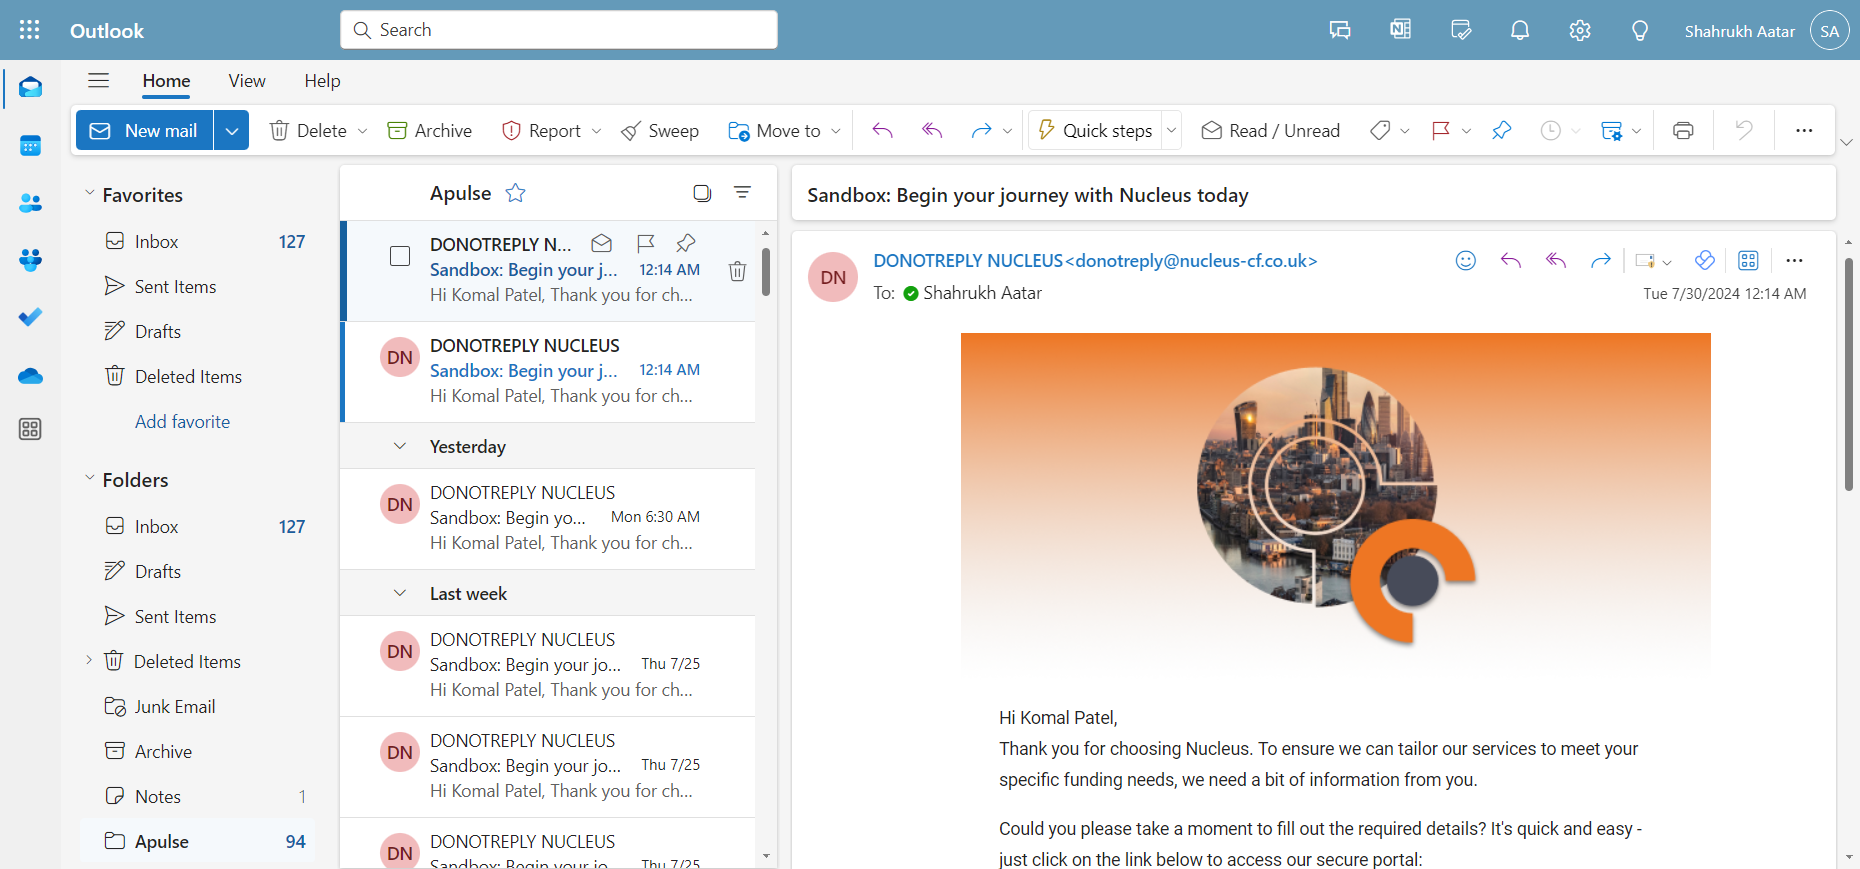 Outlook
Search
Shahrukh Aatar
SA
Home
View
Help
New mail
Delete
Archive
Report
Sweep
Move to
Quick steps
Read / Unread
Favorites
Inbox 127
Sent Items
Drafts
Deleted Items
Add favorite
Folders
Inbox 127
Drafts
Sent Items
Deleted Items
Junk Email
Archive
Notes 1
Apulse 94
Apulse
DONOTREPLY N...
Sandbox: Begin your j... 12:14 AM
Hi Komal Patel, Thank you for ch...
DN
DONOTREPLY NUCLEUS
Sandbox: Begin your j... 12:14 AM
Hi Komal Patel, Thank you for ch...
Yesterday
DN
DONOTREPLY NUCLEUS
Sandbox: Begin yo... Mon 6:30 AM
Hi Komal Patel, Thank you for ch...
Last week
DN
DONOTREPLY NUCLEUS
Sandbox: Begin your jo... Thu 7/25
Hi Komal Patel, Thank you for ch...
DN
DONOTREPLY NUCLEUS
Sandbox: Begin your jo... Thu 7/25
Hi Komal Patel, Thank you for ch...
DN
DONOTREPLY NUCLEUS
Sandbox: Begin your jo... Thu 7/25
Sandbox: Begin your journey with Nucleus today
DN
DONOTREPLY NUCLEUS<donotreply@nucleus-cf.co.uk>
To: Shahrukh Aatar
Tue 7/30/2024 12:14 AM
Hi Komal Patel,
Thank you for choosing Nucleus. To ensure we can tailor our services to meet your
specific funding needs, we need a bit of information from you.
Could you please take a moment to fill out the required details? It's quick and easy -
just click on the link below to access our secure portal: